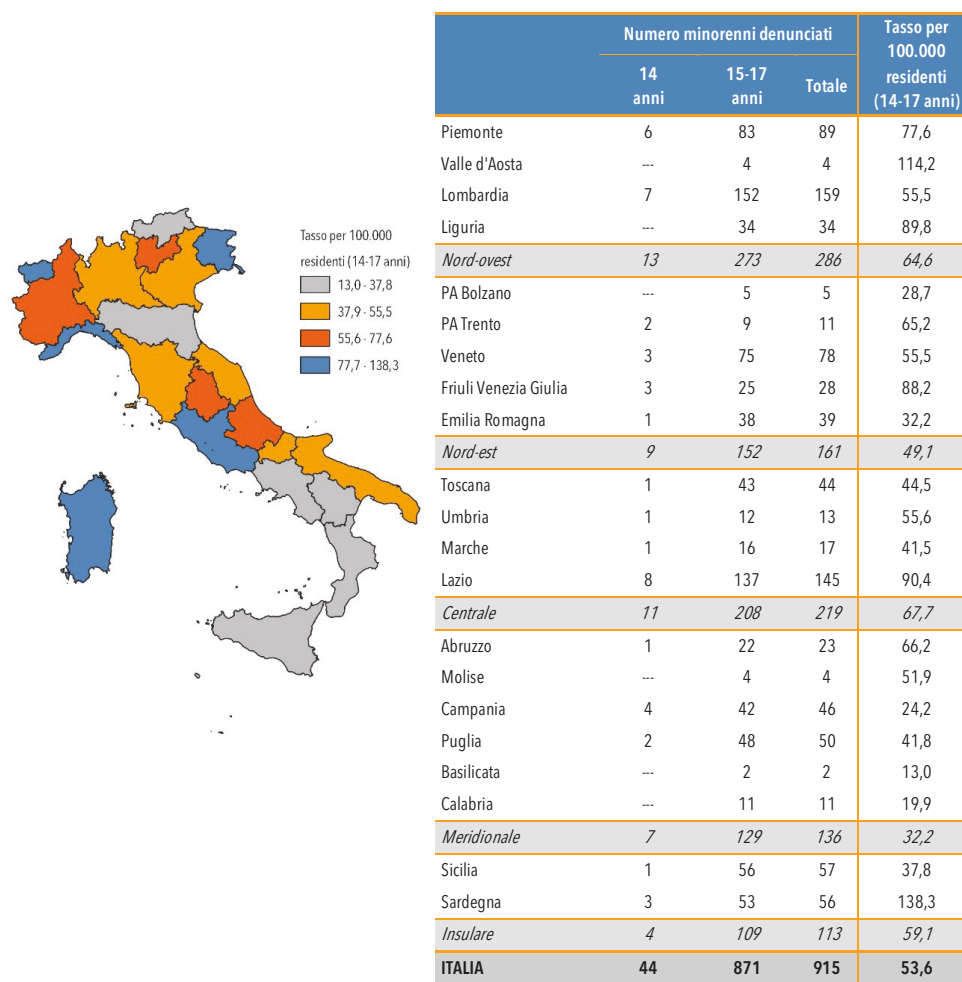 Tasso per 100.000
residenti (14-17 anni)
13,0 - 37,8
37,9 - 55,5
55,6 - 77,6
77,7 - 138,3
Numero minorenni denunciati
Tasso per
100.000
residenti
(14-17 anni)
14
anni
15-17
anni
Totale
Piemonte 6 83 89 77,6
Valle d'Aosta --- 4 4 114,2
Lombardia 7 152 159 55,5
Liguria --- 34 34 89,8
Nord-ovest 13 273 286 64,6
PA Bolzano --- 5 5 28,7
PA Trento 2 9 11 65,2
Veneto 3 75 78 55,5
Friuli Venezia Giulia 3 25 28 88,2
Emilia Romagna 1 38 39 32,2
Nord-est 9 152 161 49,1
Toscana 1 43 44 44,5
Umbria 1 12 13 55,6
Marche 1 16 17 41,5
Lazio 8 137 145 90,4
Centrale 11 208 219 67,7
Abruzzo 1 22 23 66,2
Molise --- 4 4 51,9
Campania 4 42 46 24,2
Puglia 2 48 50 41,8
Basilicata --- 2 2 13,0
Calabria --- 11 11 19,9
Meridionale 7 129 136 32,2
Sicilia 1 56 57 37,8
Sardegna 3 53 56 138,3
Insulare 4 109 113 59,1
ITALIA 44 871 915 53,6